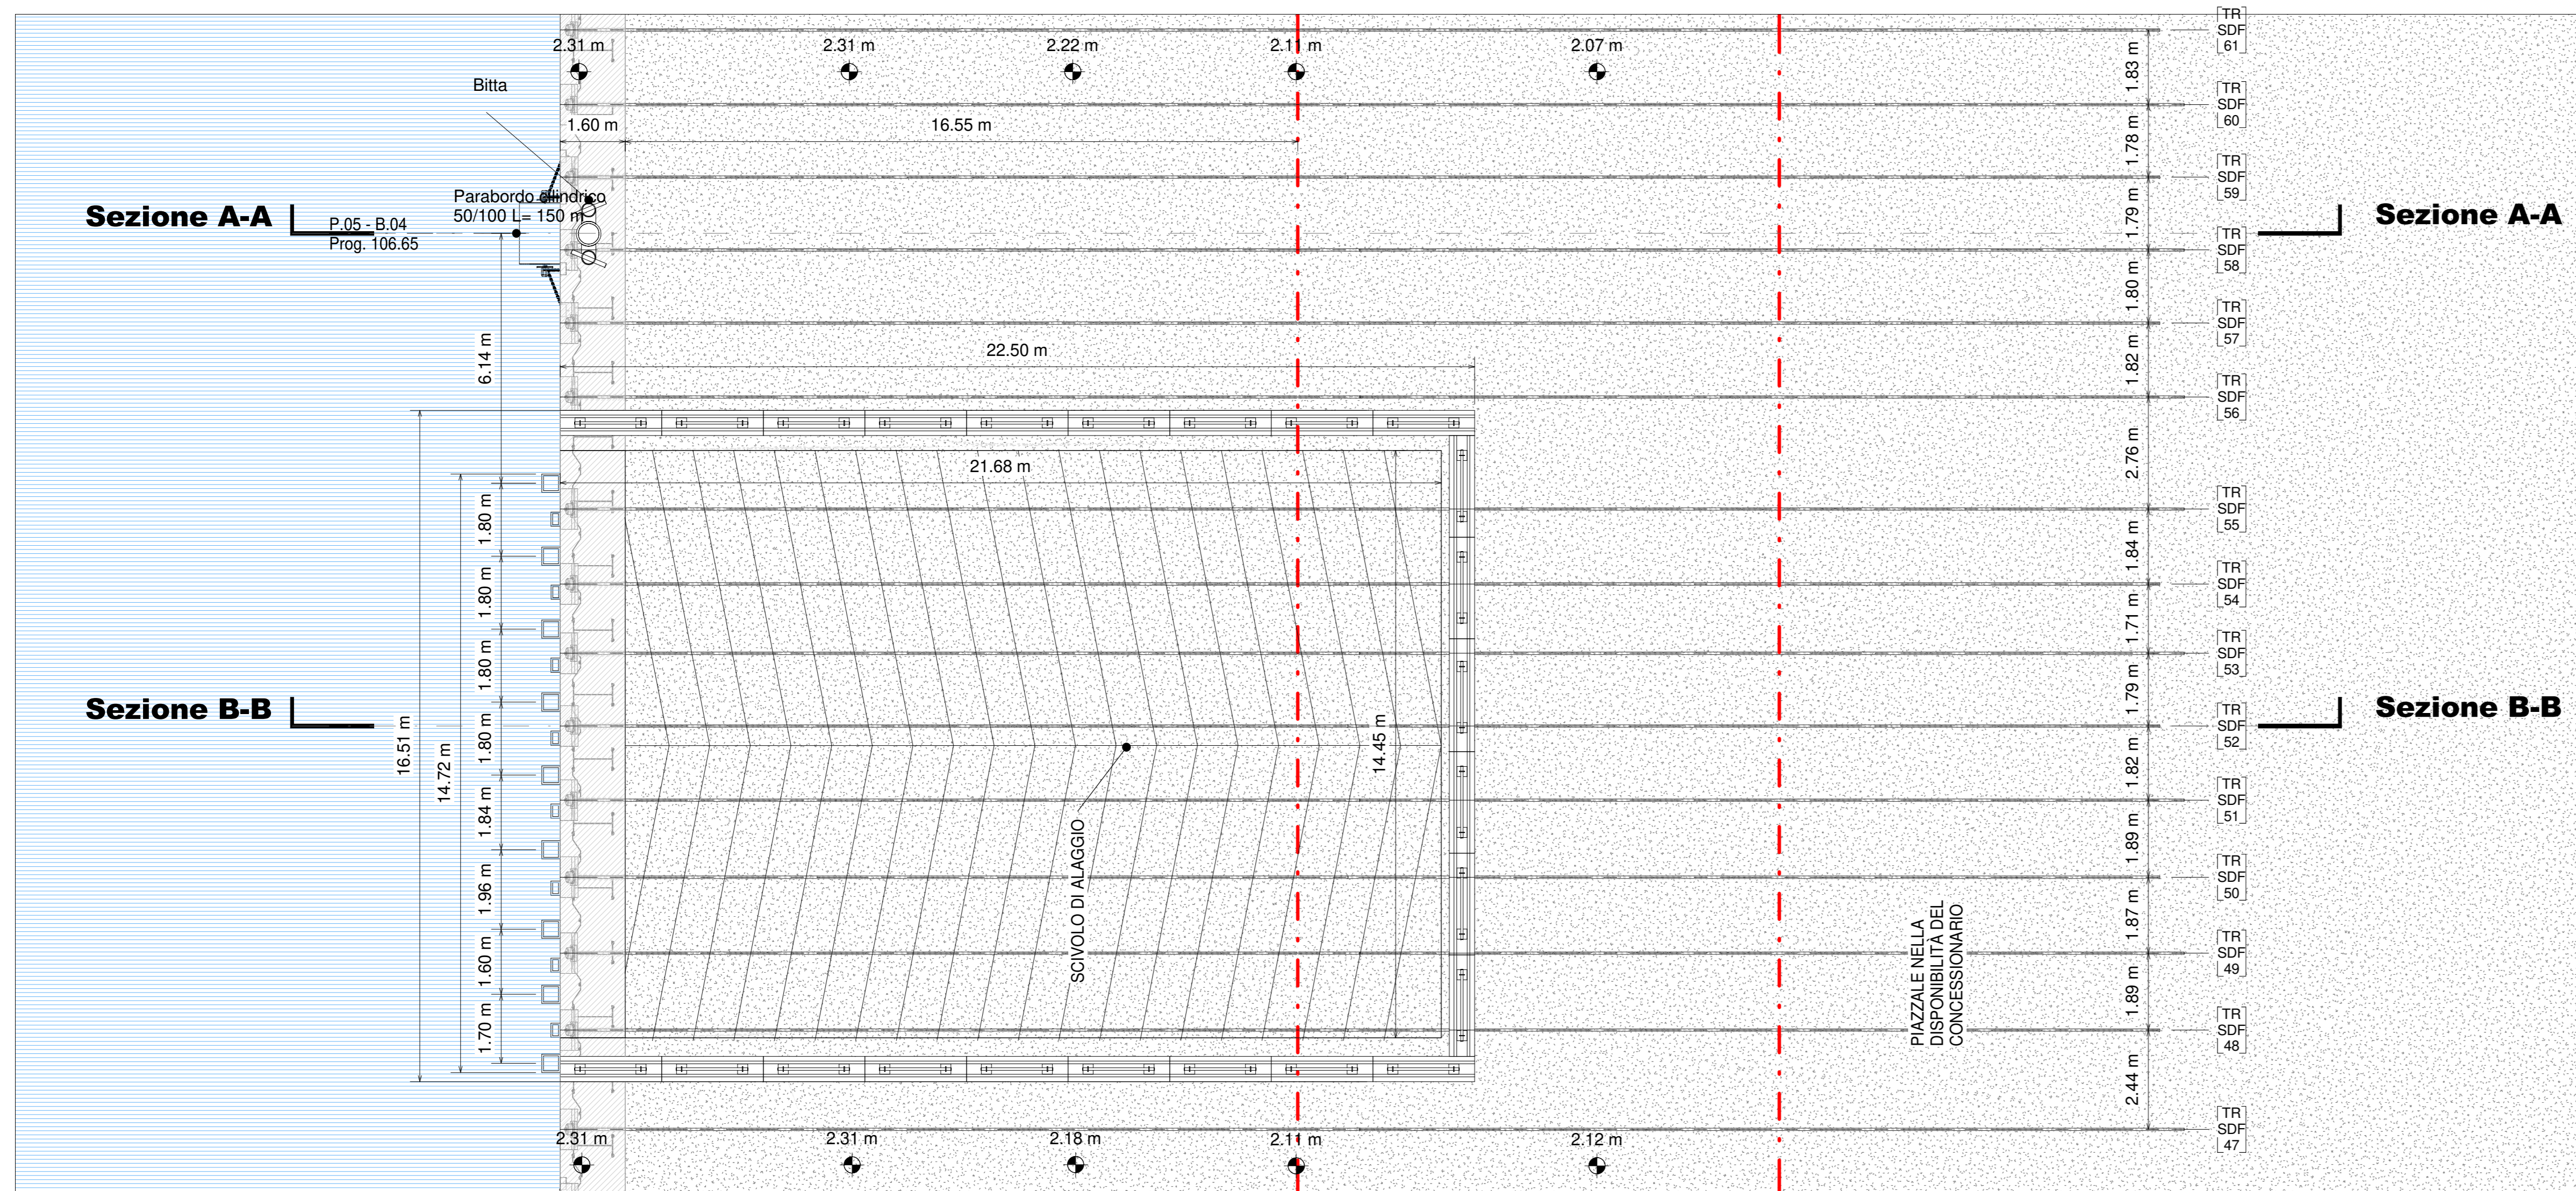 2.31 m
2.31 m
2.22 m
2.11 m
2.07 m
TR
SDF
61
1.83 m
Bitta
TR
SDF
60
1.60 m
16.55 m
1.78 m
TR
SDF
59
Parabordo cilindrico
50/100 L= 150 m
Sezione A-A
P.05 - B.04
Prog. 106.65
1.79 m
Sezione A-A
TR
SDF
58
1.80 m
TR
SDF
57
6.14 m
22.50 m
1.82 m
TR
SDF
56
21.68 m
2.76 m
1.80 m
TR
SDF
55
1.84 m
1.80 m
TR
SDF
54
1.71 m
1.80 m
TR
SDF
53
1.79 m
Sezione B-B
16.51 m
14.72 m
1.80 m
14.45 m
Sezione B-B
TR
SDF
52
1.82 m
1.84 m
TR
SDF
51
SCIVOLO DI ALAGGIO
1.89 m
1.96 m
TR
SDF
50
1.87 m
PIAZZALE NELLA
DISPONIBILITÀ DEL
CONCESSIONARIO
1.60 m
TR
SDF
49
1.89 m
1.70 m
TR
SDF
48
2.44 m
2.31 m
2.31 m
2.18 m
2.11 m
2.12 m
TR
SDF
47